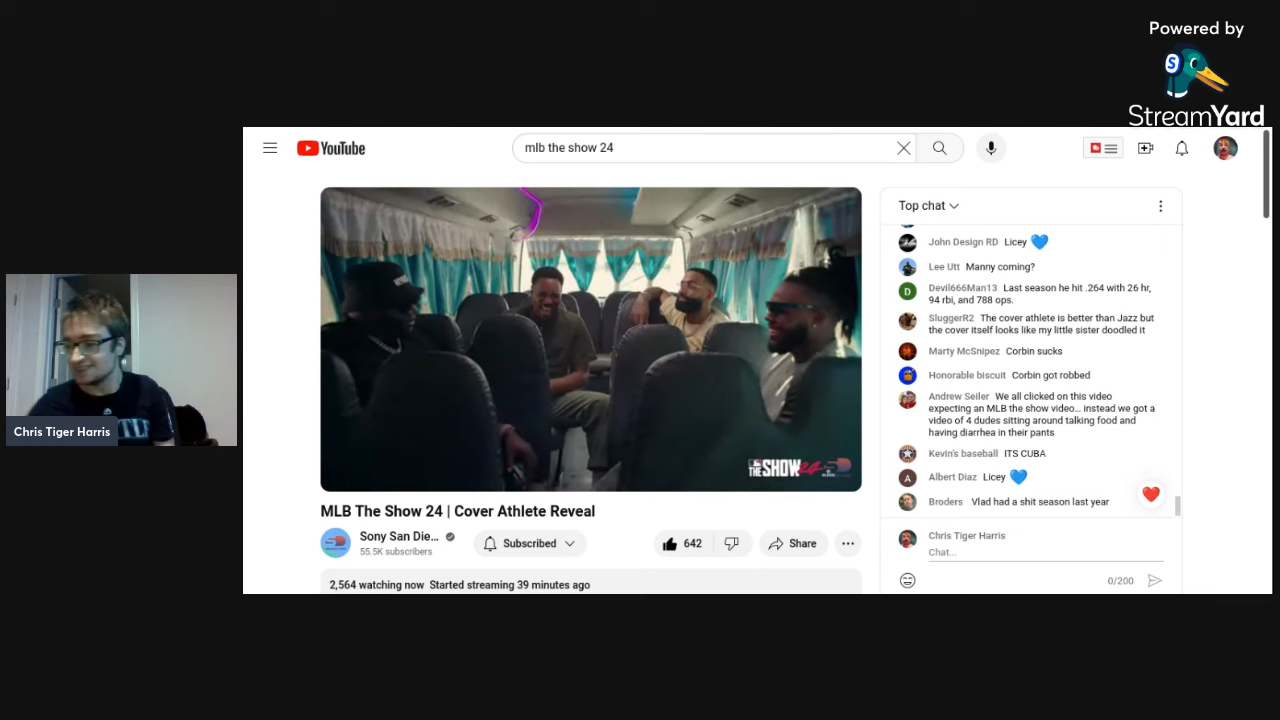 Powered by
S
StreamYard
YouTube
mlb the show 24
Top chat
John Design RD Licey
Lee Utt Manny coming?
Devil666Man13 Last season he hit .264 with 26 hr,
94 rbi, and 788 ops.
SluggerR2 The cover athlete is better than Jazz but
the cover itself looks like my little sister doodled it
Marty McSnipez Corbin sucks
Honorable biscuit Corbin got robbed
Andrew Seiler We all clicked on this video
expecting an MLB the show video... instead we got a
video of 4 dudes sitting around talking food and
having diarrhea in their pants
Kevin's baseball ITS CUBA
Albert Diaz Licey
Broders Vlad had a shit season last year
D
A
THE SHOW 24
Chris Tiger Harris
MLB The Show 24 | Cover Athlete Reveal
Sony San Die...
55.5K subscribers
Subscribed
642
Share
2,564 watching now Started streaming 39 minutes ago
Chris Tiger Harris
Chat...
0/200